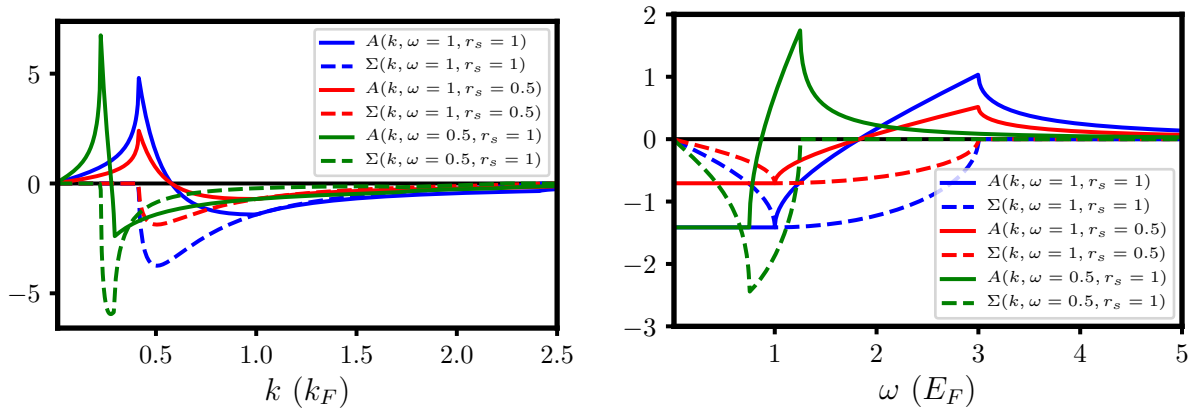 5
0
−5
0.5
1.0
1.5
2.0
2.5
k (k_F)
A(k, ω = 1, r_s = 1)
Σ(k, ω = 1, r_s = 1)
A(k, ω = 1, r_s = 0.5)
Σ(k, ω = 1, r_s = 0.5)
A(k, ω = 0.5, r_s = 1)
Σ(k, ω = 0.5, r_s = 1)
2
1
0
−1
−2
−3
1
2
3
4
5
ω (E_F)
A(k, ω = 1, r_s = 1)
Σ(k, ω = 1, r_s = 1)
A(k, ω = 1, r_s = 0.5)
Σ(k, ω = 1, r_s = 0.5)
A(k, ω = 0.5, r_s = 1)
Σ(k, ω = 0.5, r_s = 1)